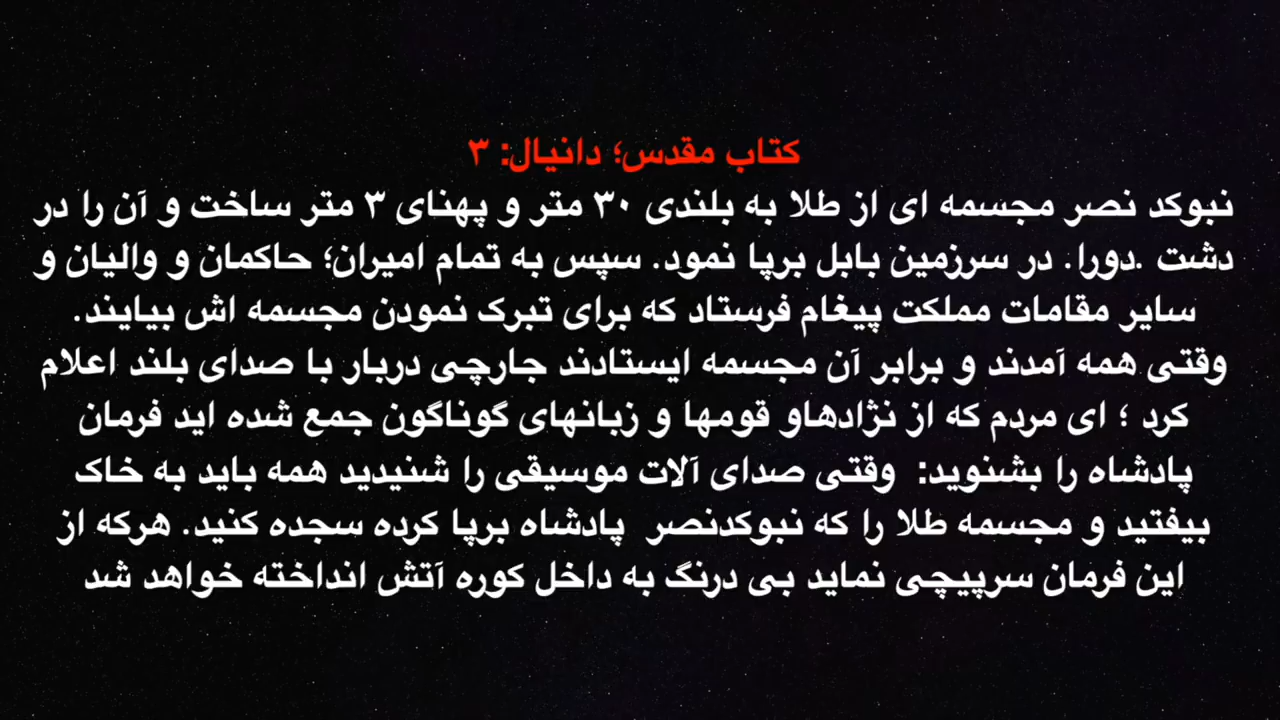 کتاب مقدس؛ دانیال: ۳
نبوکد نصر مجسمه ای از طلا به بلندی ۳۰ متر و پهنای ۳ متر ساخت و آن را در
دشت .دورا. در سرزمین بابل برپا نمود. سپس به تمام امیران؛ حاکمان و والیان و
سایر مقامات مملکت پیغام فرستاد که برای تبرک نمودن مجسمه اش بیایند.
وقتی همه آمدند و برابر آن مجسمه ایستادند جارچی دربار با صدای بلند اعلام
کرد ؛ ای مردم که از نژادهاو قومها و زبانهای گوناگون جمع شده اید فرمان
پادشاه را بشنوید: وقتی صدای آلات موسیقی را شنیدید همه باید به خاک
بیفتید و مجسمه طلا را که نبوکدنصر پادشاه برپا کرده سجده کنید. هرکه از
این فرمان سرپیچی نماید بی درنگ به داخل کوره آتش انداخته خواهد شد